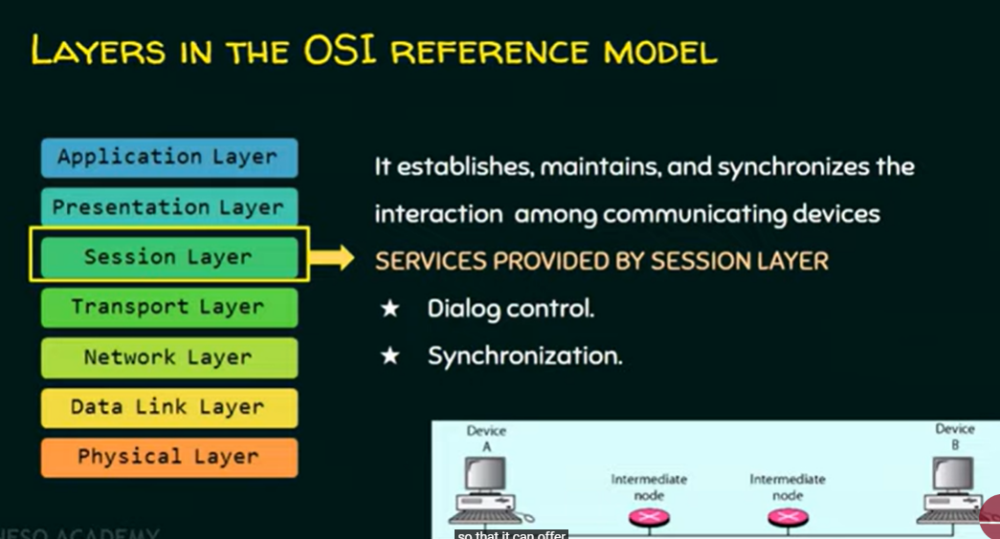 LAYERS IN THE OSI REFERENCE MODEL
Application Layer
Presentation Layer
Session Layer
Transport Layer
Network Layer
Data Link Layer
Physical Layer
It establishes, maintains, and synchronizes the
interaction among communicating devices
SERVICES PROVIDED BY SESSION LAYER
★ Dialog control.
★ Synchronization.
Device
A
Intermediate
node
Intermediate
node
Device
B
ESO ACADEMY
so that it can offer